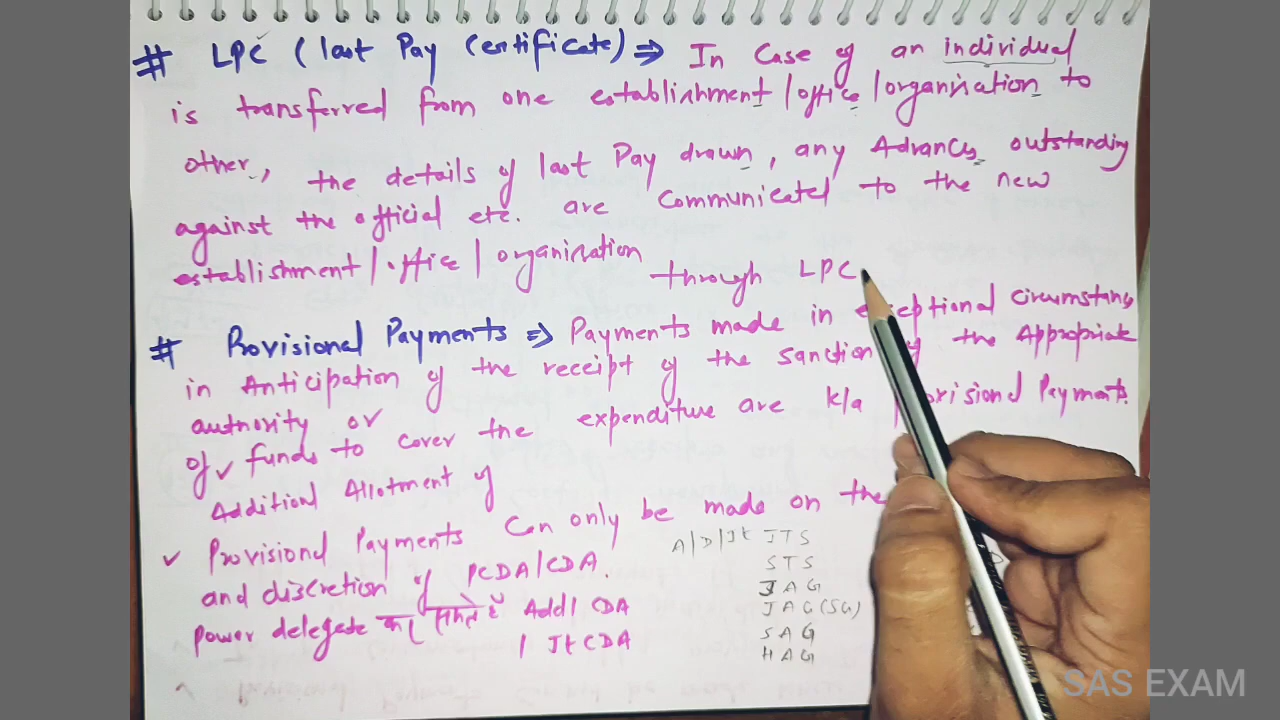 # LPC (last Pay Certificate) ⇒ In Case of an individual
is transferred from one establishment / office / organisation to
other, the details of last Pay drawn, any Advances outstanding
against the official etc. are communicated to the new
establishment / office / organisation through LPC
# Provisional Payments ⇒ Payments made in exceptional circumstances
in Anticipation of the receipt of the sanction of the Appropriate
authority or
of ✓ funds to cover the expenditure are k/a provisional Payments.
Additional Allotment of
✓ Provisional Payments can only be made on the
and discretion of PCDA/CDA.
power delegate का Addl CDA
/ Jt CDA
A/D/Jt JTS
STS
JAG
JAG(SG)
SAG
HAG
SAS EXAM